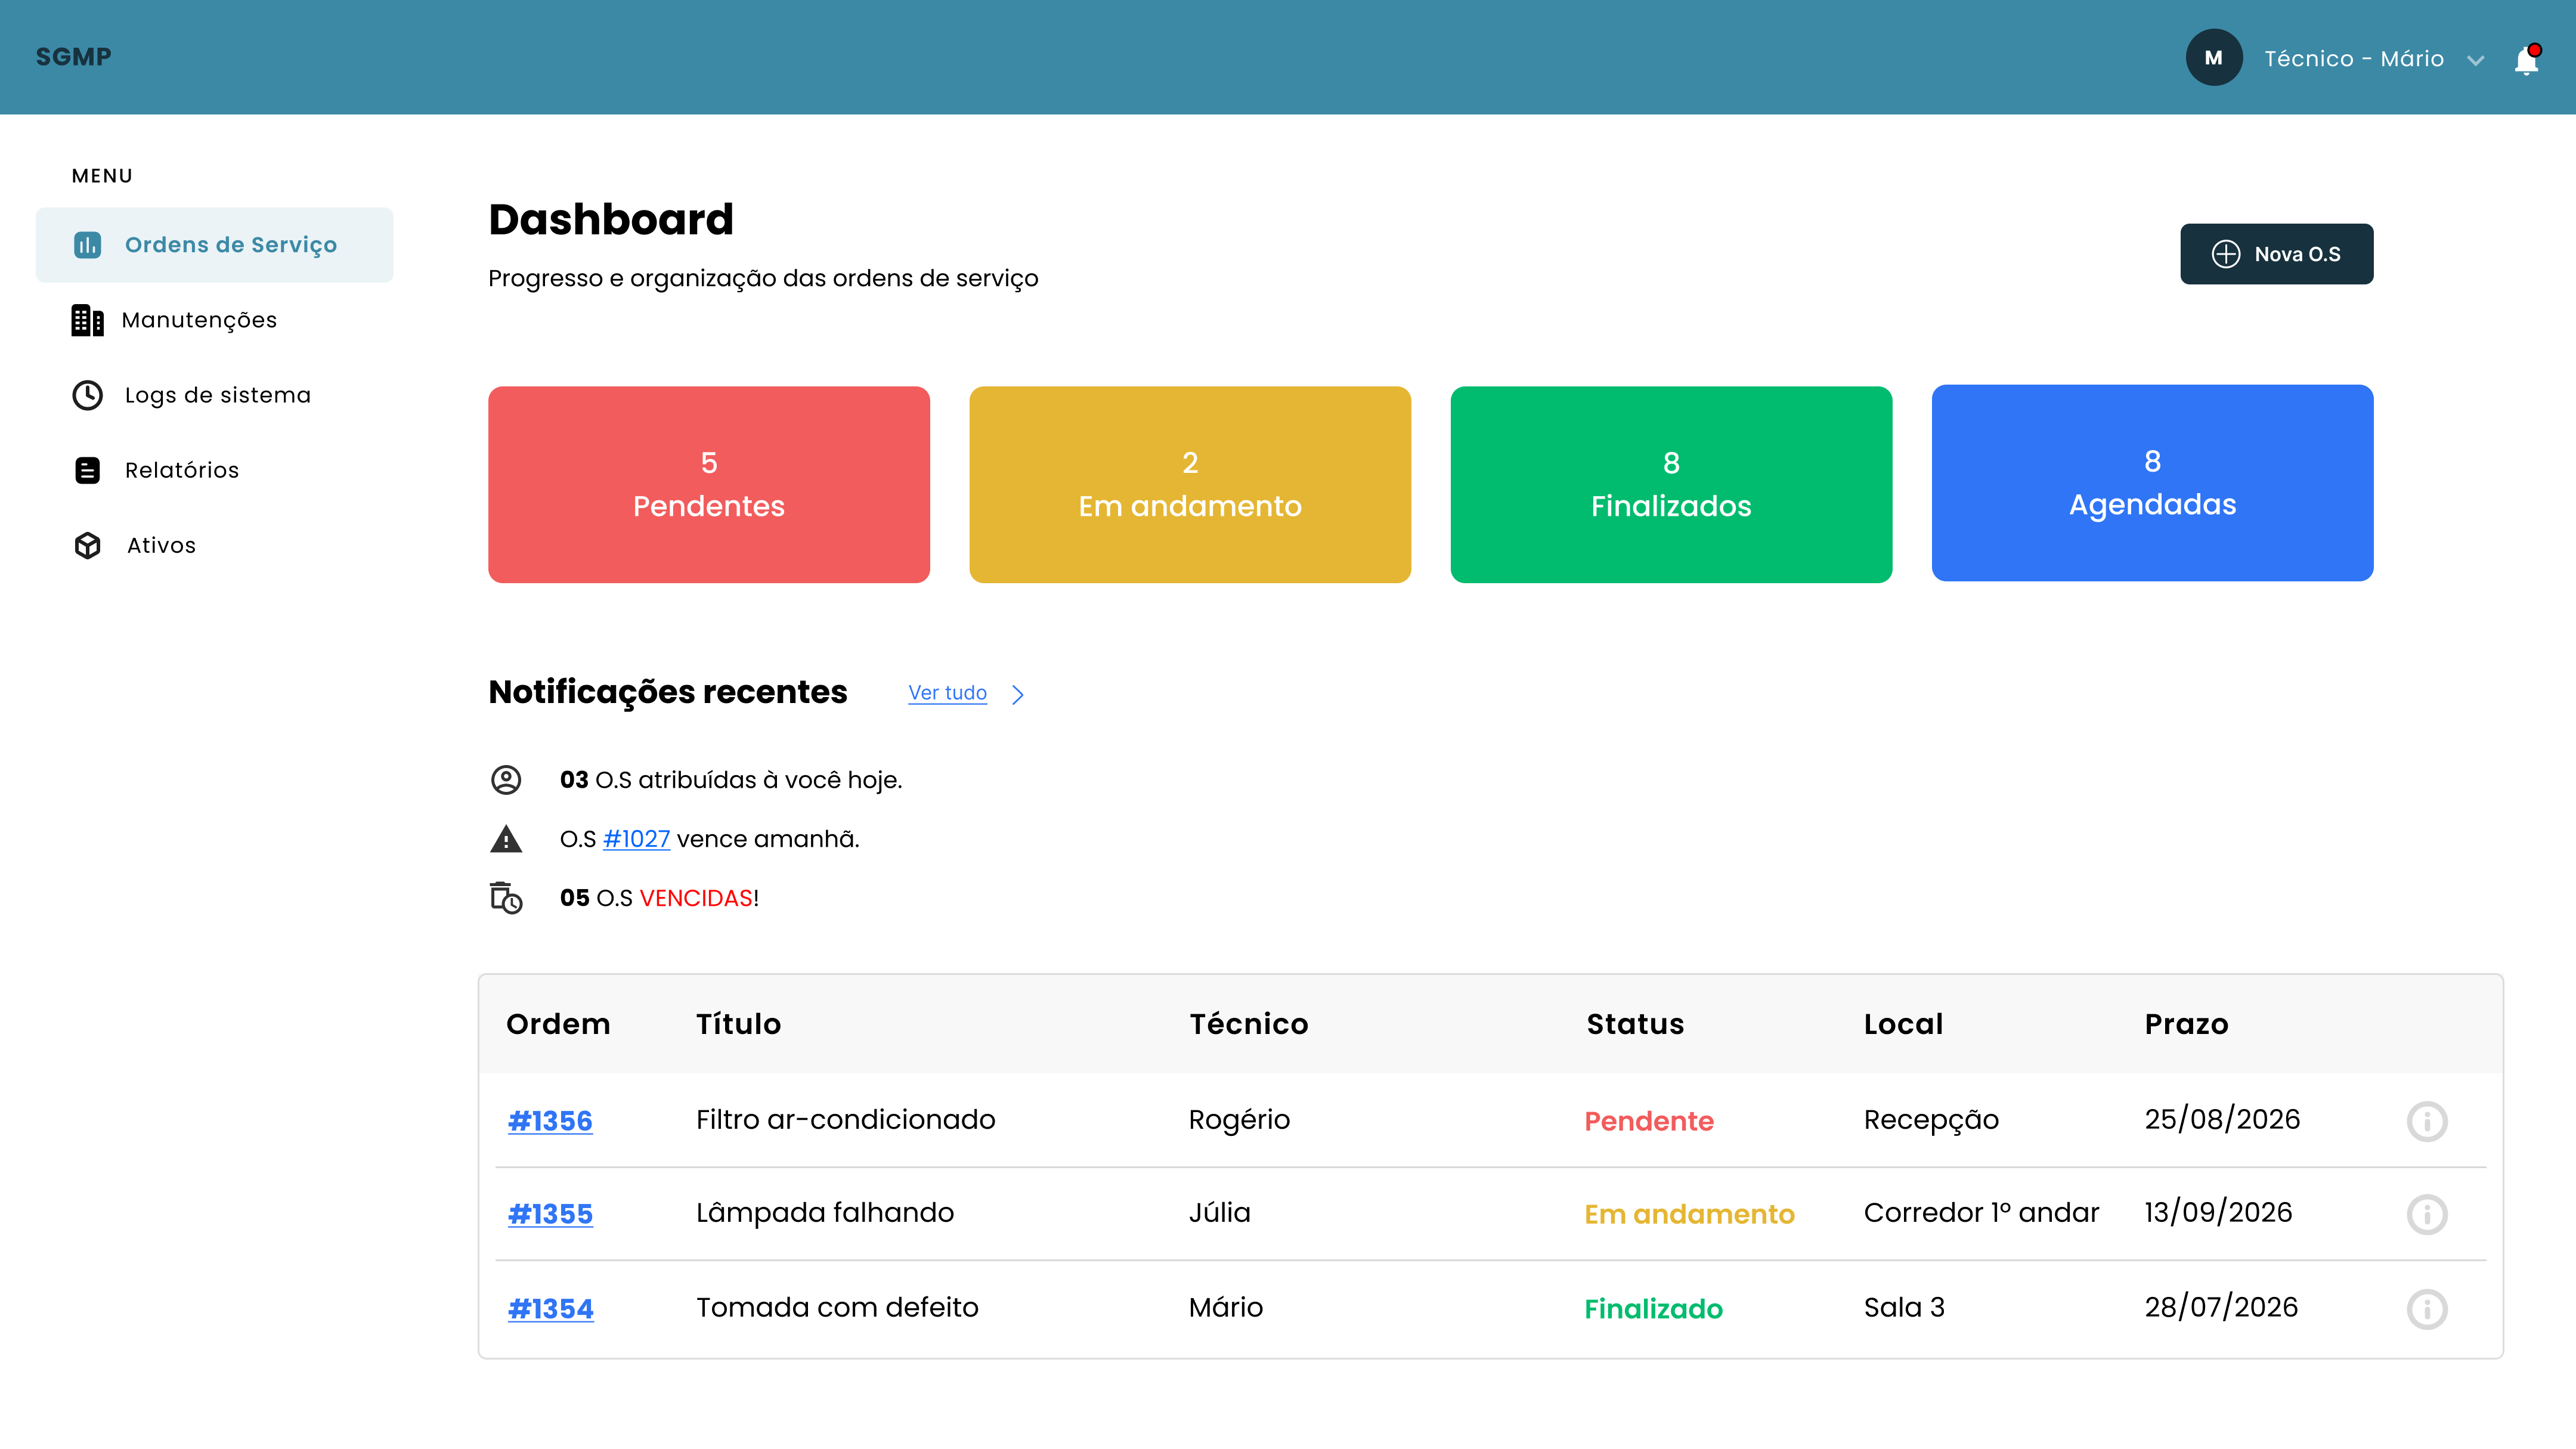 SGMP
M
Técnico - Mário
MENU
Ordens de Serviço
Manutenções
Logs de sistema
Relatórios
Ativos
Dashboard
Progresso e organização das ordens de serviço
Nova O.S
5
Pendentes
2
Em andamento
8
Finalizados
8
Agendadas
Notificações recentes
Ver tudo
03 O.S atribuídas à você hoje.
O.S #1027 vence amanhã.
05 O.S VENCIDAS!
Ordem Título Técnico Status Local Prazo
#1356 Filtro ar-condicionado Rogério Pendente Recepção 25/08/2026
#1355 Lâmpada falhando Júlia Em andamento Corredor 1º andar 13/09/2026
#1354 Tomada com defeito Mário Finalizado Sala 3 28/07/2026